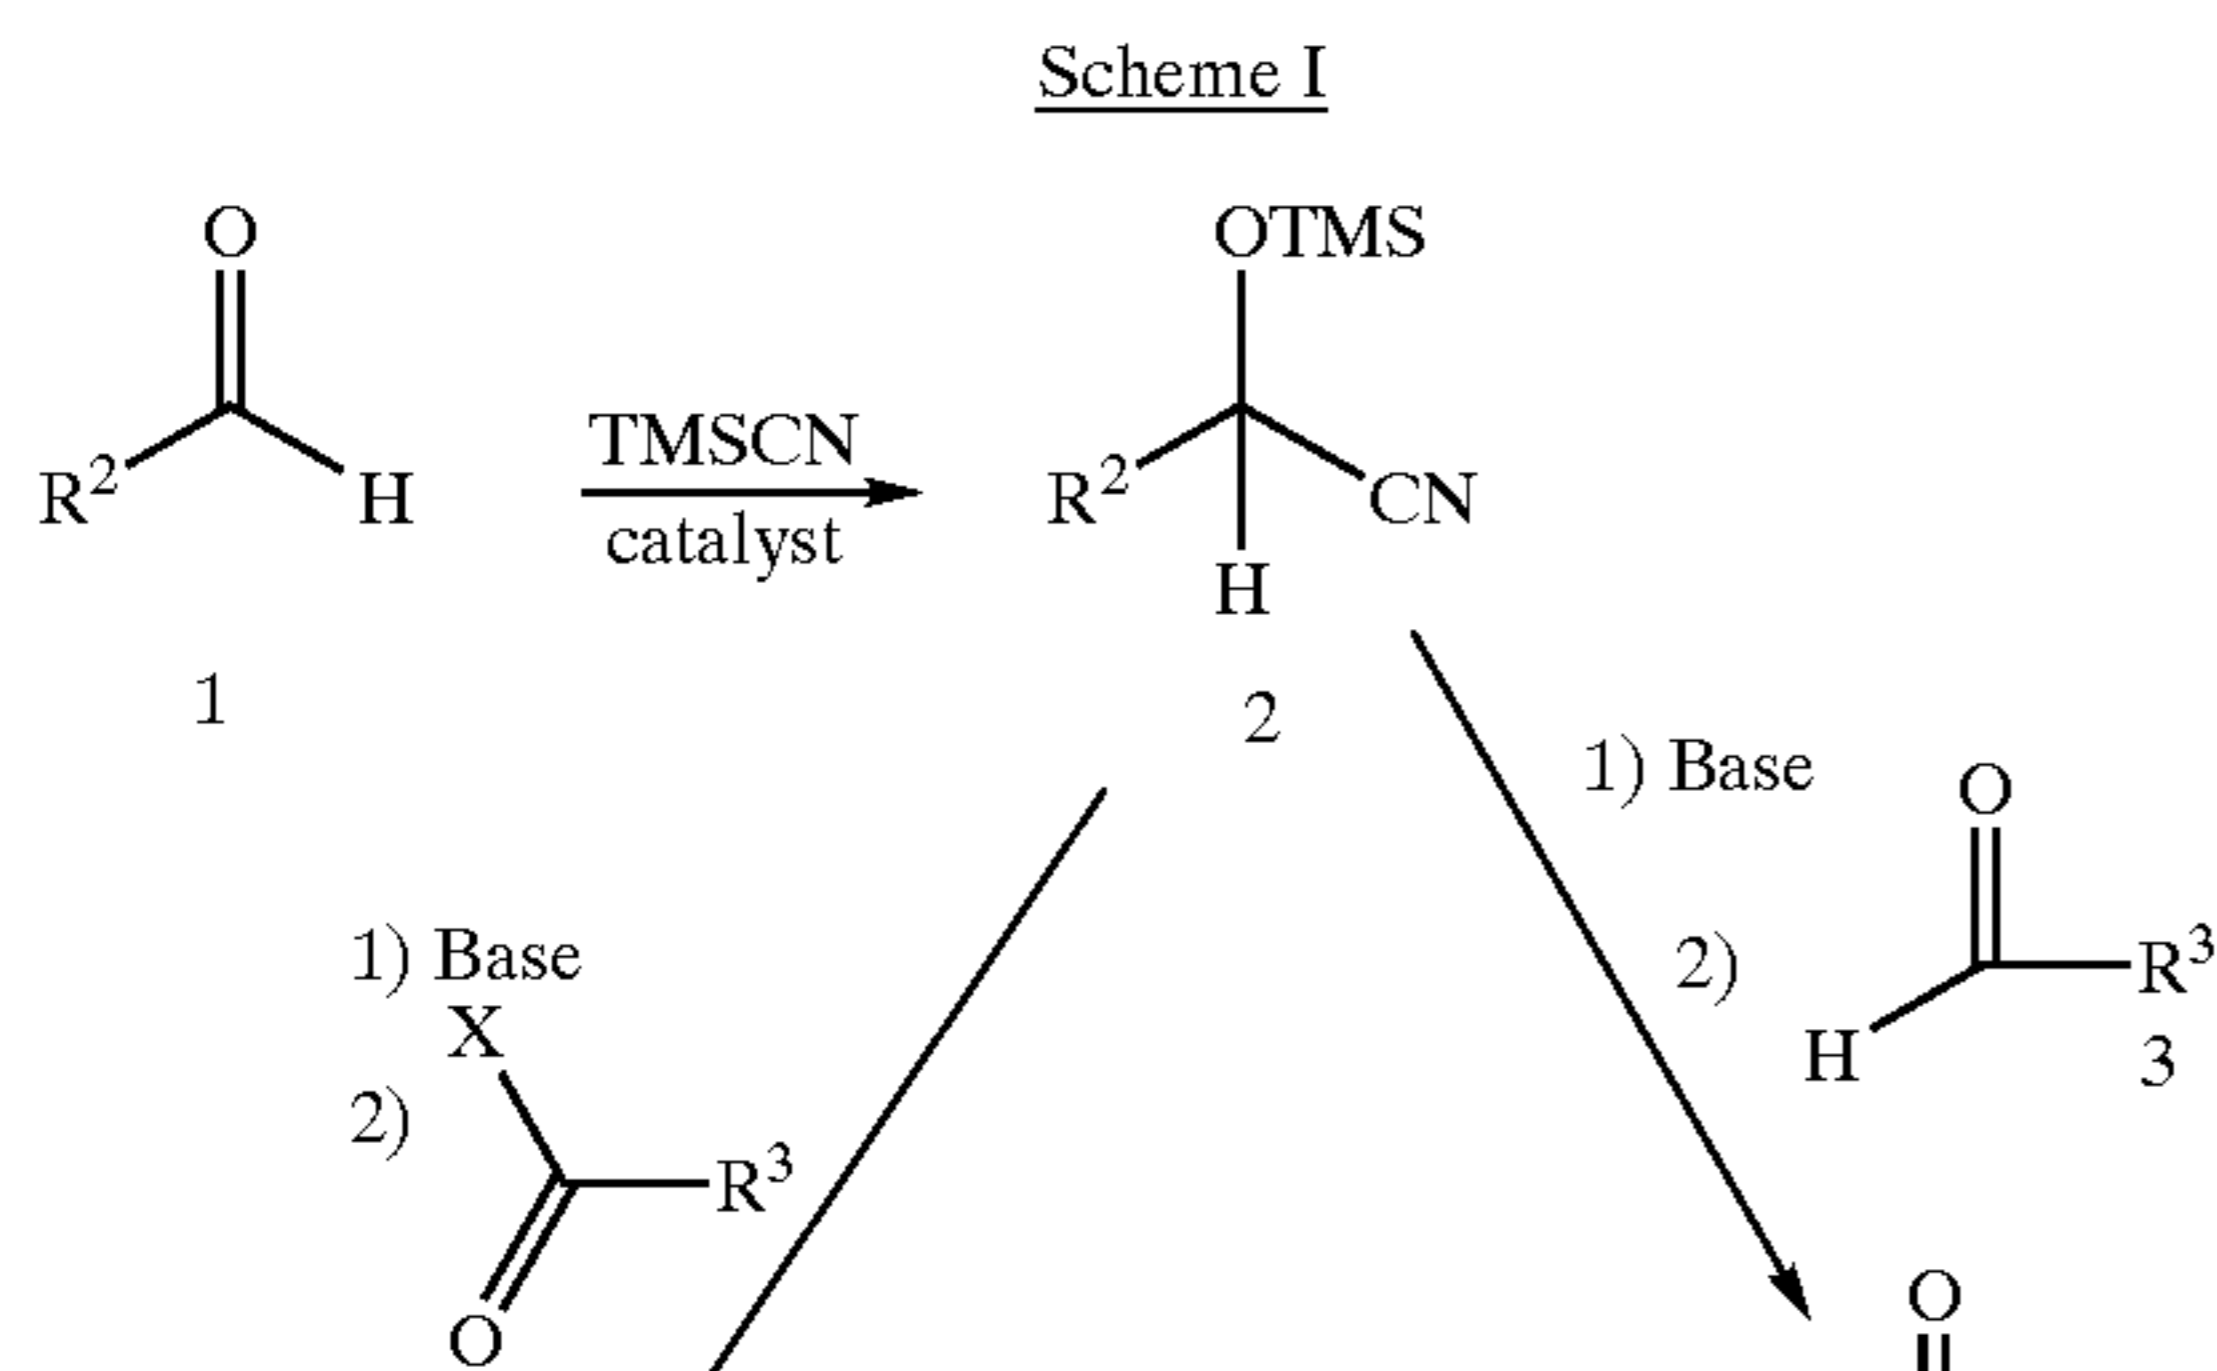 Scheme I
O
OTMS
R² H
TMSCN
catalyst
R² CN
H
1
2
1) Base
O
2)
R³
H
3
1) Base
X
2)
R³
O
O